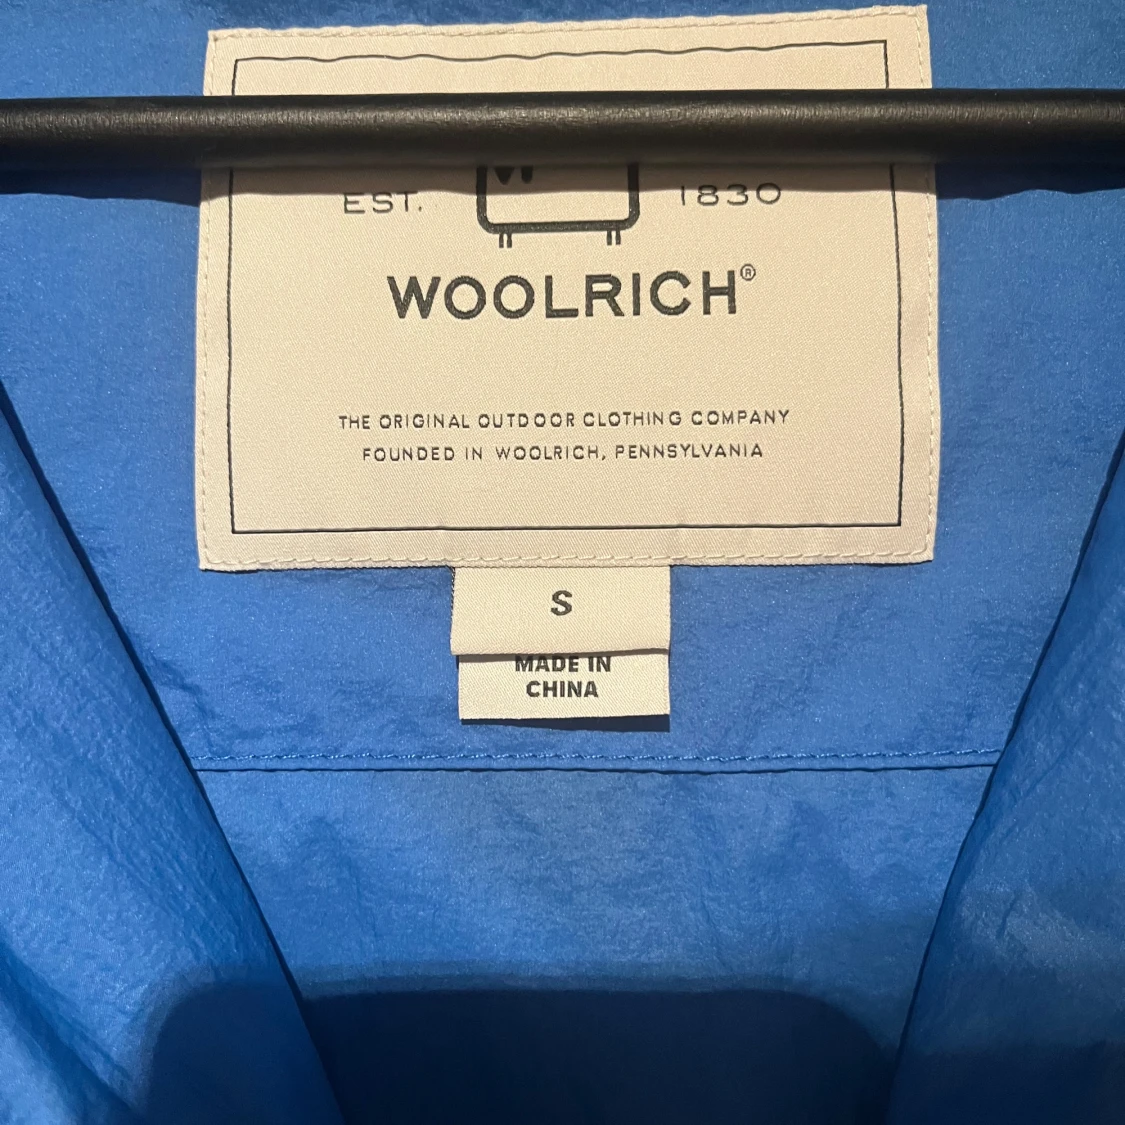 EST. 1830
WOOLRICH®
THE ORIGINAL OUTDOOR CLOTHING COMPANY
FOUNDED IN WOOLRICH, PENNSYLVANIA
S
MADE IN
CHINA